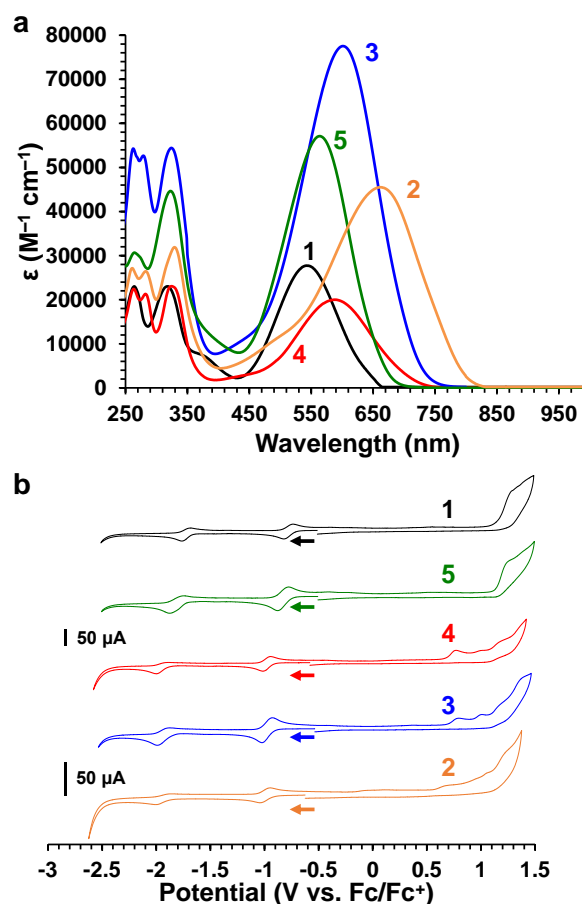 a
80000
70000
60000
50000
40000
30000
20000
10000
0
ε (M⁻¹ cm⁻¹)
3
5
2
1
4
250 350 450 550 650 750 850 950
Wavelength (nm)
b
1
5
50 µA
4
3
50 µA
2
-3 -2.5 -2 -1.5 -1 -0.5 0 0.5 1 1.5
Potential (V vs. Fc/Fc⁺)